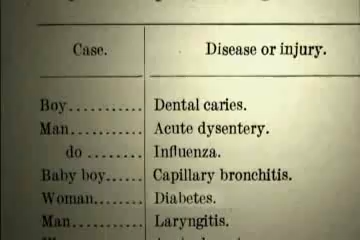 Case. Disease or injury.
Boy........... Dental caries.
Man........... Acute dysentery.
do ........ Influenza.
Baby boy...... Capillary bronchitis.
Woman........ Diabetes.
Man........... Laryngitis.